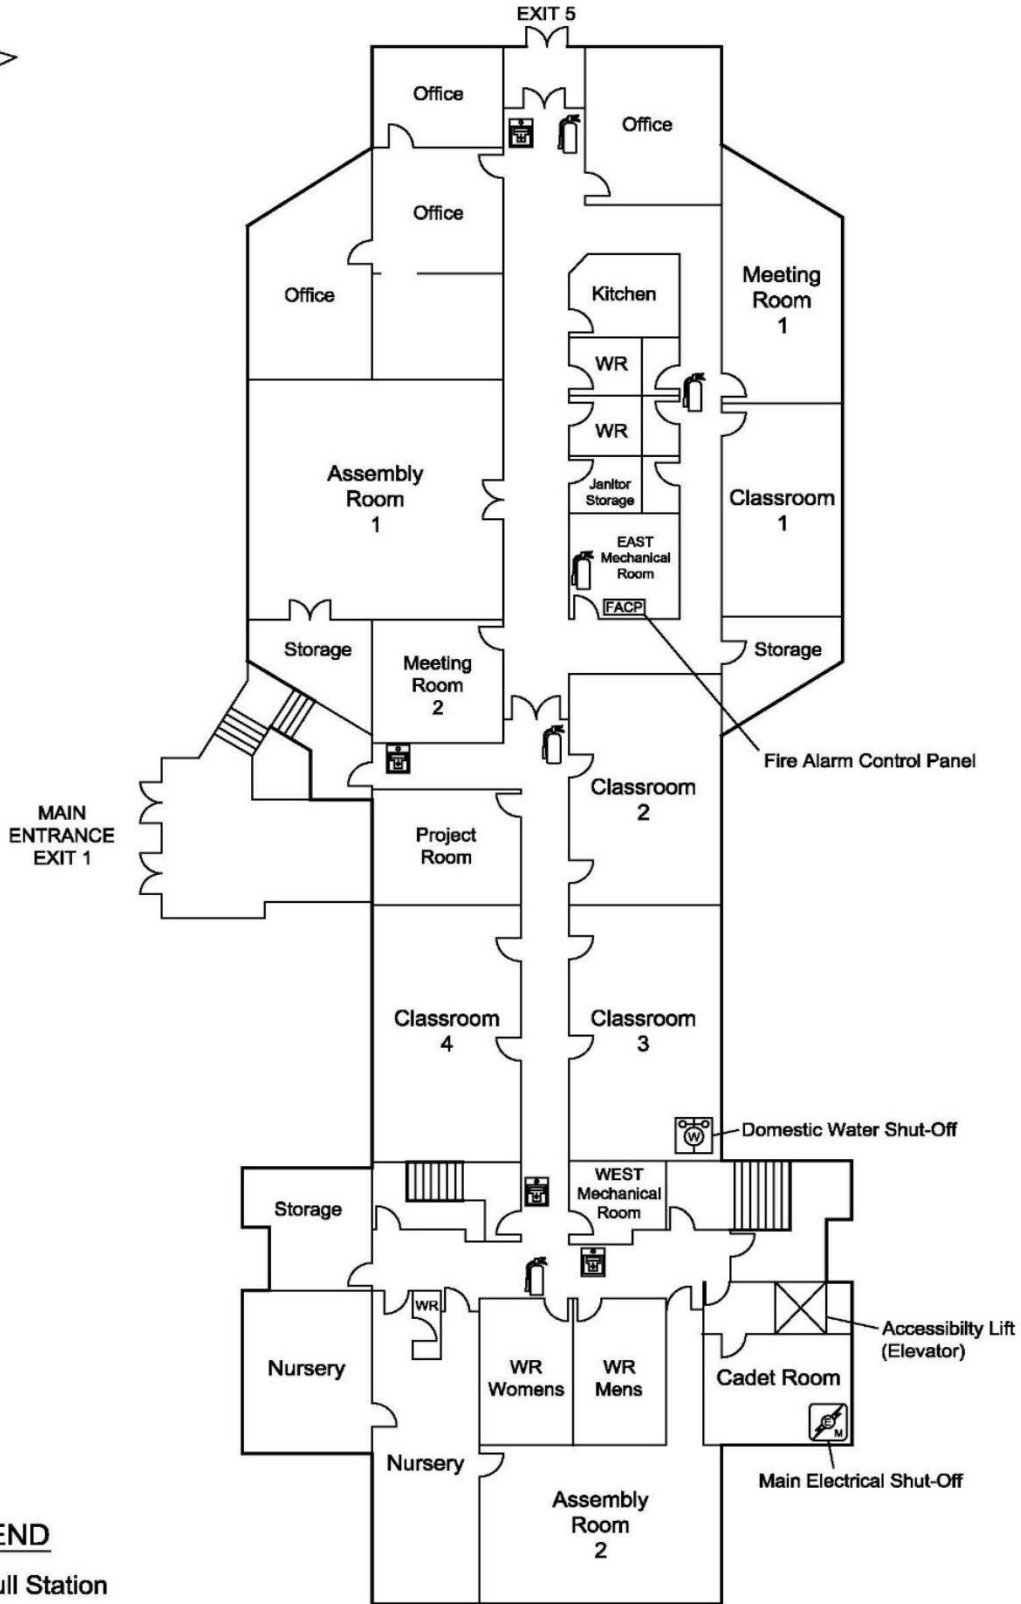 EXIT 5
Office
Office
Office
Office
Meeting
Room
1
Kitchen
WR
WR
Janitor
Storage
Assembly
Room
1
Classroom
1
EAST
Mechanical
Room
FACP
Storage
Meeting
Room
2
Storage
Fire Alarm Control Panel
Classroom
2
MAIN
ENTRANCE
EXIT 1
Project
Room
Classroom
4
Classroom
3
W
Domestic Water Shut-Off
WEST
Mechanical
Room
Storage
WR
Accessibilty Lift
(Elevator)
Nursery
WR
Womens
WR
Mens
Cadet Room
E
M
Nursery
Main Electrical Shut-Off
Assembly
Room
2
END
ull Station